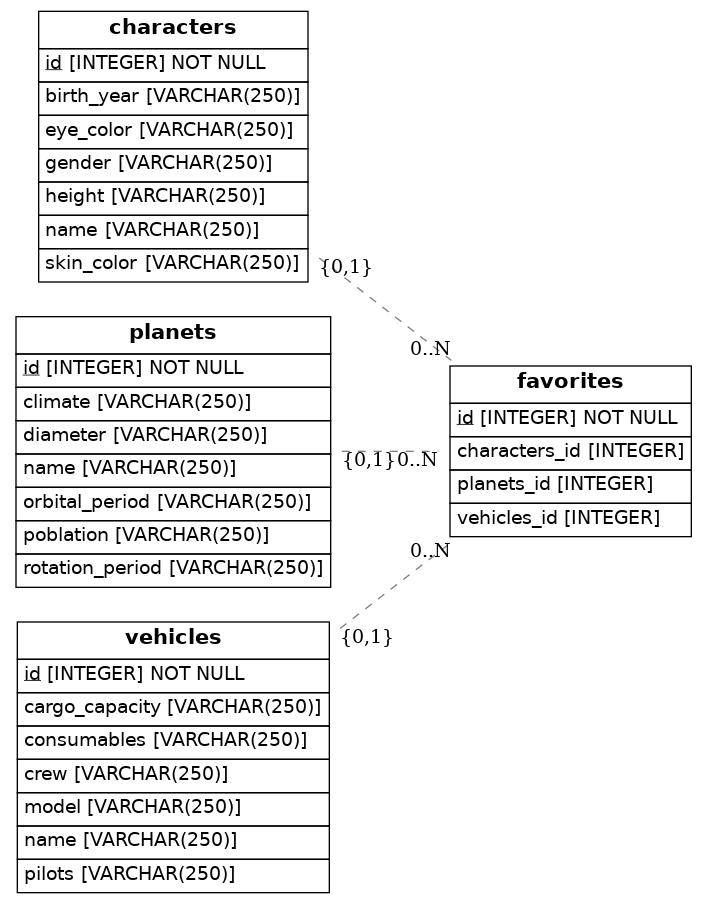 characters
id [INTEGER] NOT NULL
birth_year [VARCHAR(250)]
eye_color [VARCHAR(250)]
gender [VARCHAR(250)]
height [VARCHAR(250)]
name [VARCHAR(250)]
skin_color [VARCHAR(250)]
{0,1}
0..N
planets
id [INTEGER] NOT NULL
climate [VARCHAR(250)]
diameter [VARCHAR(250)]
name [VARCHAR(250)]
orbital_period [VARCHAR(250)]
poblation [VARCHAR(250)]
rotation_period [VARCHAR(250)]
{0,1}0..N
favorites
id [INTEGER] NOT NULL
characters_id [INTEGER]
planets_id [INTEGER]
vehicles_id [INTEGER]
0..N
{0,1}
vehicles
id [INTEGER] NOT NULL
cargo_capacity [VARCHAR(250)]
consumables [VARCHAR(250)]
crew [VARCHAR(250)]
model [VARCHAR(250)]
name [VARCHAR(250)]
pilots [VARCHAR(250)]